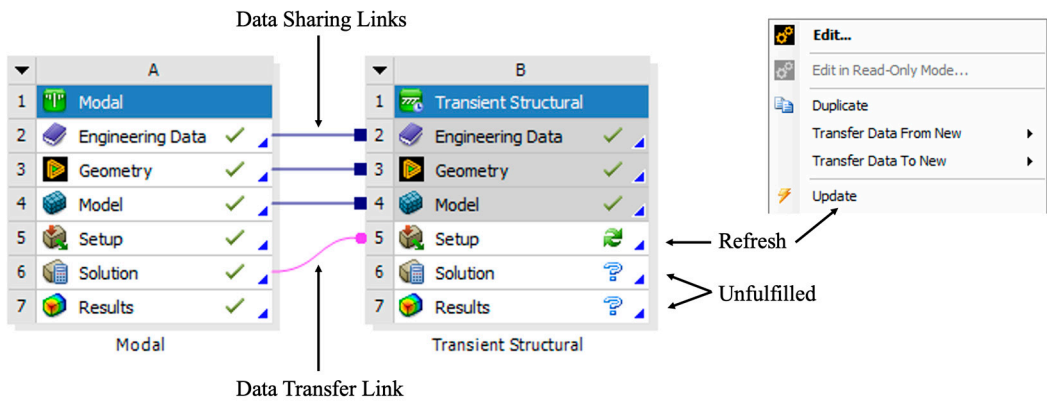 Data Sharing Links
A
1 Modal
2 Engineering Data
3 Geometry
4 Model
5 Setup
6 Solution
7 Results
Modal
B
1 Transient Structural
2 Engineering Data
3 Geometry
4 Model
5 Setup
6 Solution
7 Results
Transient Structural
Edit...
Edit in Read-Only Mode...
Duplicate
Transfer Data From New
Transfer Data To New
Update
Refresh
Unfulfilled
Data Transfer Link